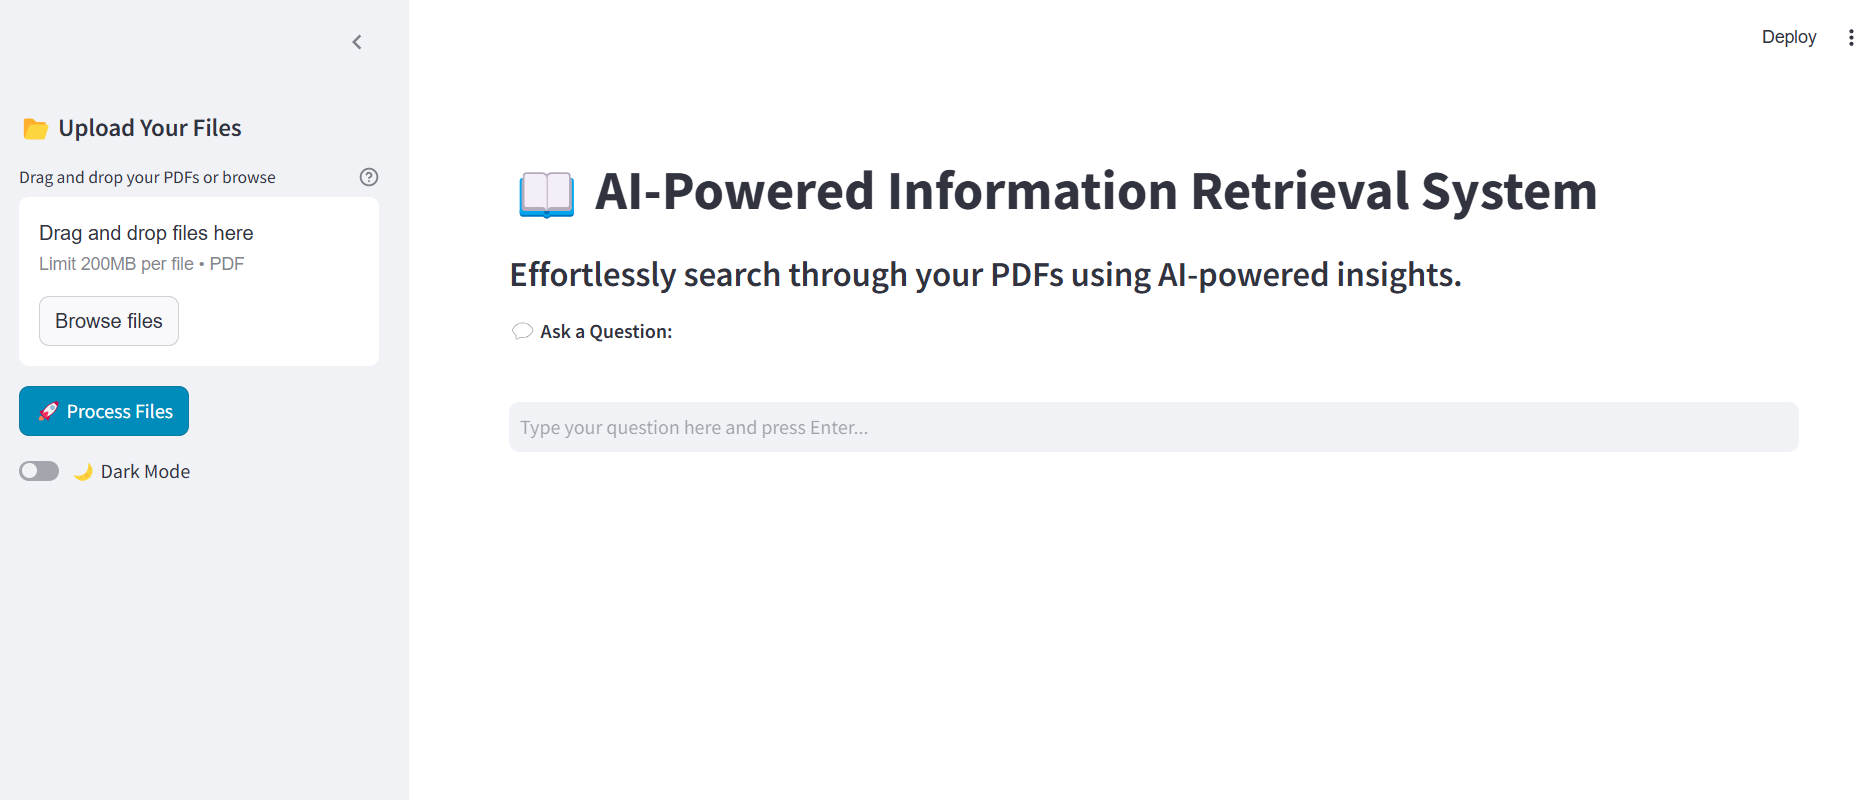 Deploy
📂 Upload Your Files
Drag and drop your PDFs or browse
Drag and drop files here
Limit 200MB per file • PDF
Browse files
🚀 Process Files
🌙 Dark Mode
📖 AI-Powered Information Retrieval System
Effortlessly search through your PDFs using AI-powered insights.
💬 Ask a Question:
Type your question here and press Enter...